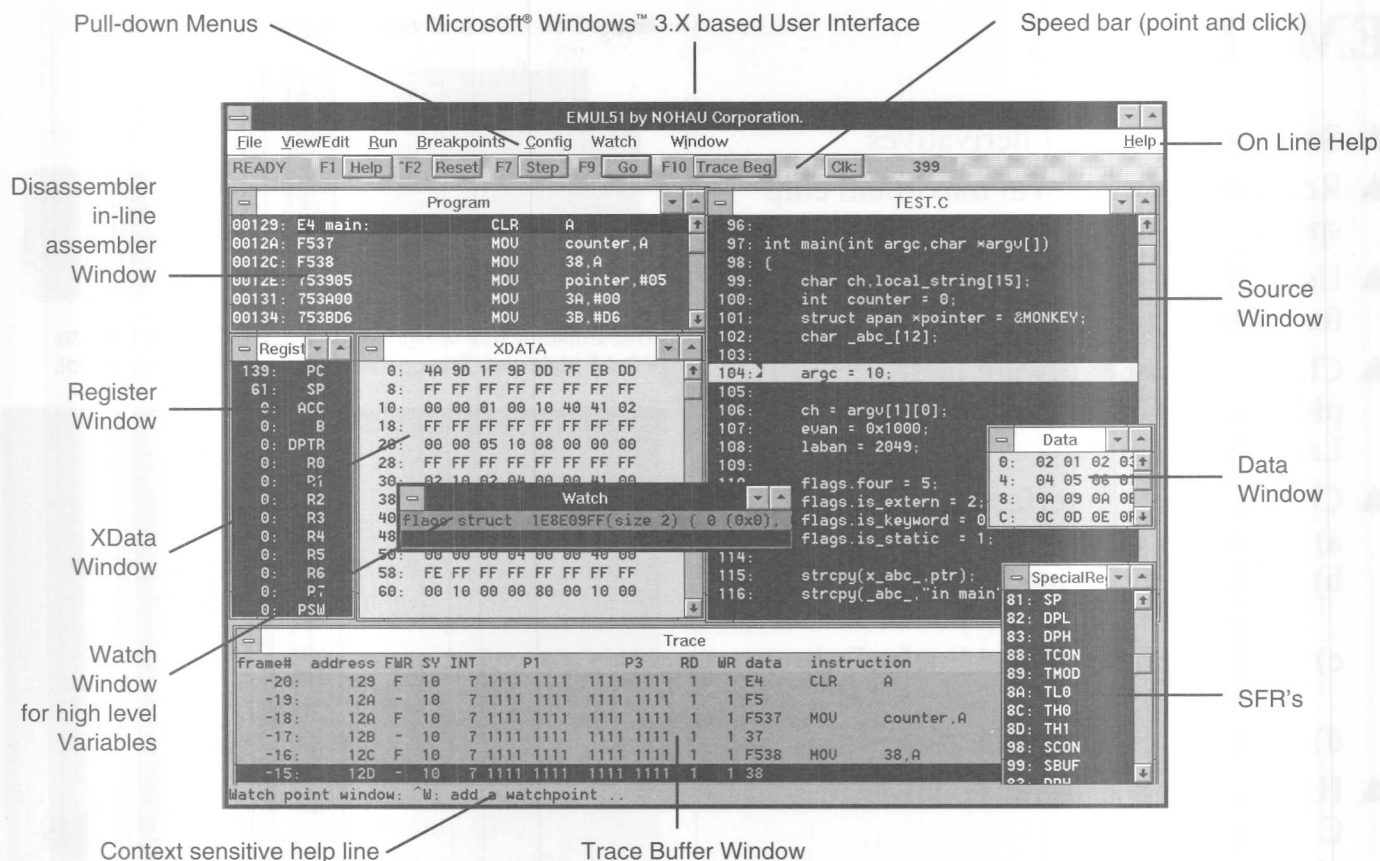 Pull-down Menus
Microsoft® Windows™ 3.X based User Interface
Speed bar (point and click)
EMUL51 by NOHAU Corporation.
File View/Edit Run Breakpoints Config Watch Window Help
READY F1 Help ^F2 Reset F7 Step F9 Go F10 Trace Beg Clk: 399
On Line Help
Disassembler
in-line
assembler
Window
Program
00129: E4 main: CLR A
0012A: F537 MOV counter,A
0012C: F538 MOV 38,A
0012E: 753905 MOV pointer,#05
00131: 753A00 MOV 3A,#00
00134: 753BD6 MOV 3B,#D6
TEST.C
96:
97: int main(int argc,char *argv[])
98: {
99: char ch,local_string[15];
100: int counter = 0;
101: struct apan *pointer = &MONKEY;
102: char _abc_[12];
103:
104: argc = 10;
105:
106: ch = argv[1][0];
107: evan = 0x1000;
108: laban = 2049;
109:
flags.four = 5;
flags.is_extern = 2;
flags.is_keyword = 0
flags.is_static = 1;
114:
115: strcpy(x_abc_,ptr);
116: strcpy(_abc_,"in main"
Source
Window
Register
Window
Regist
139: PC
61: SP
0: ACC
0: B
0: DPTR
0: R0
0: R1
0: R2
0: R3
0: R4
0: R5
0: R6
0: R7
0: PSW
XDATA
0: 4A 9D 1F 9B DD 7F EB DD
8: FF FF FF FF FF FF FF FF
10: 00 00 01 00 10 40 41 02
18: FF FF FF FF FF FF FF FF
20: 00 00 05 10 08 00 00 00
28: FF FF FF FF FF FF FF FF
30: 02 10 02 04 00 00 41 00
38
40
48
50: 00 00 00 04 00 00 40 00
58: FE FF FF FF FF FF FF FF
60: 00 10 00 00 80 00 10 00
Watch
flags struct 1E8E09FF(size 2) ( 0 (0x0),
Data
0: 02 01 02 03
4: 04 05 06 07
8: 0A 09 0A 0B
C: 0C 0D 0E 0F
Data
Window
XData
Window
Watch
Window
for high level
Variables
SpecialReg
81: SP
82: DPL
83: DPH
88: TCON
89: TMOD
8A: TL0
8C: TH0
8D: TH1
98: SCON
99: SBUF
83: DPH
SFR's
Trace
frame# address FWR SY INT P1 P3 RD WR data instruction
-20: 129 F 10 7 1111 1111 1111 1111 1 1 E4 CLR A
-19: 12A - 10 7 1111 1111 1111 1111 1 1 F5
-18: 12A F 10 7 1111 1111 1111 1111 1 1 F537 MOV counter,A
-17: 12B - 10 7 1111 1111 1111 1111 1 1 37
-16: 12C F 10 7 1111 1111 1111 1111 1 1 F538 MOV 38,A
-15: 12D - 10 7 1111 1111 1111 1111 1 1 38
Watch point window: ^W: add a watchpoint ..
Context sensitive help line
Trace Buffer Window